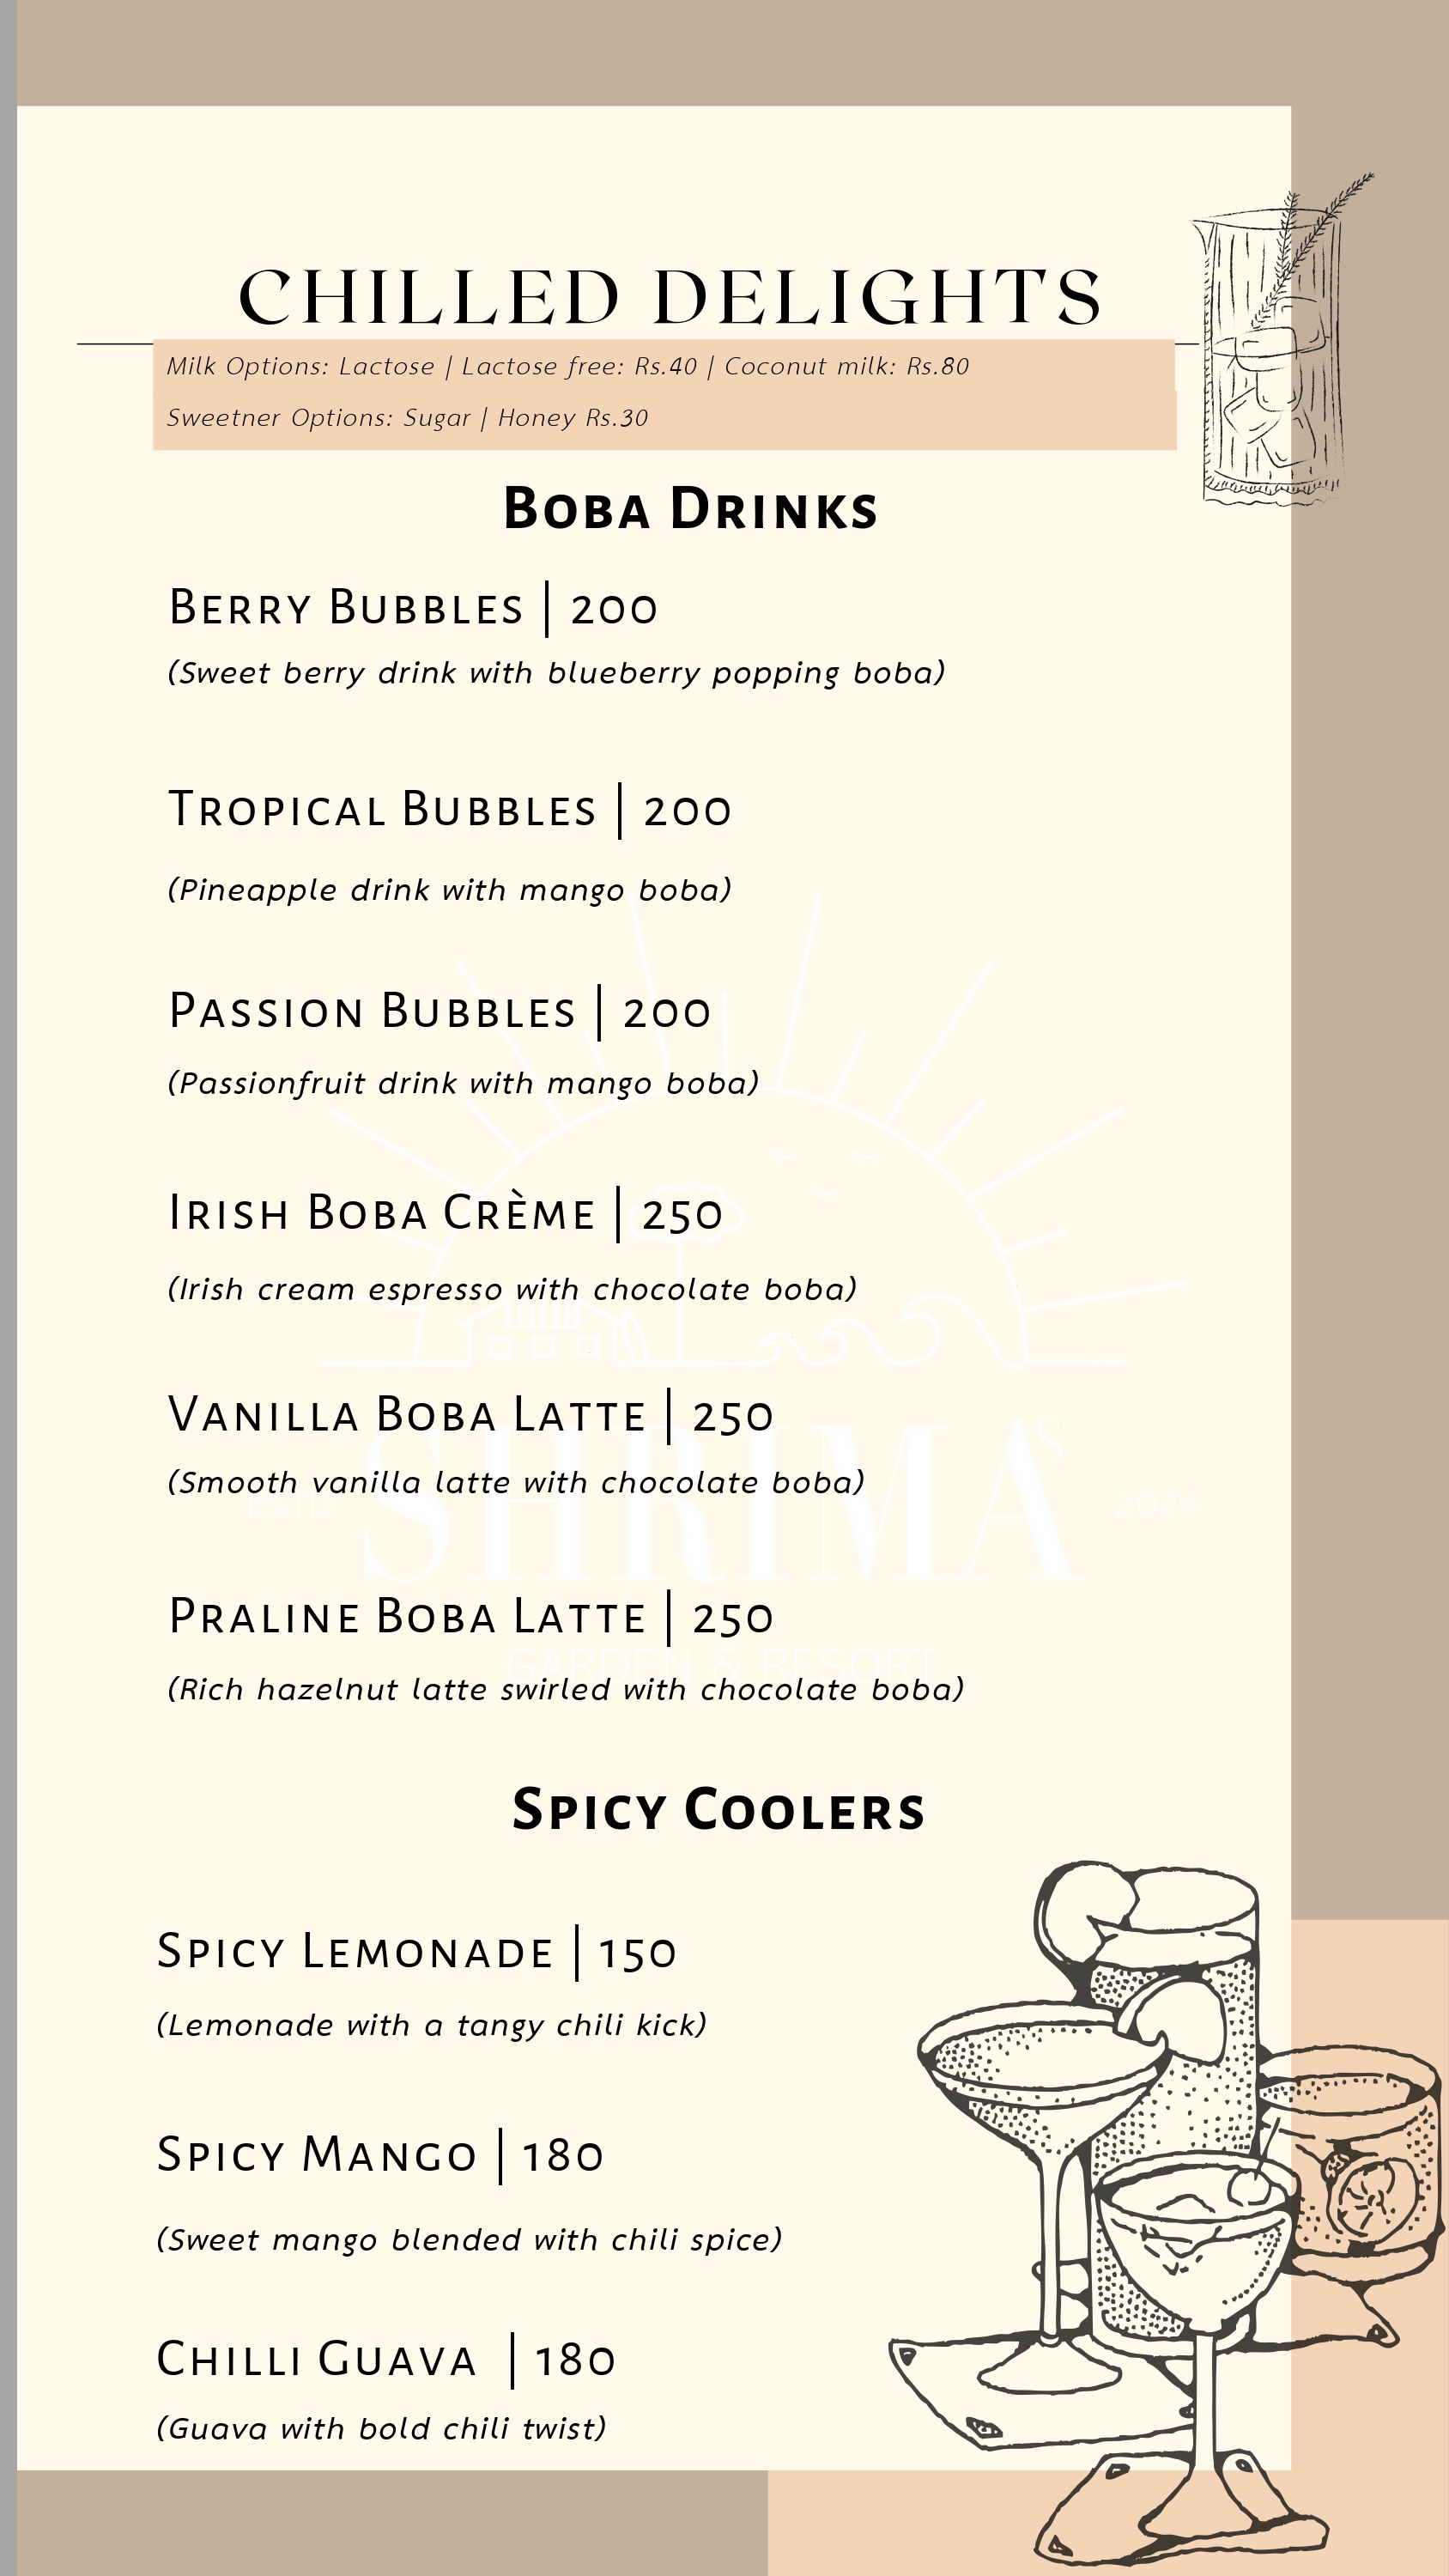 CHILLED DELIGHTS
Milk Options: Lactose | Lactose free: Rs.40 | Coconut milk: Rs.80
Sweetner Options: Sugar | Honey Rs.30
Boba Drinks
Berry Bubbles | 200
(Sweet berry drink with blueberry popping boba)
Tropical Bubbles | 200
(Pineapple drink with mango boba)
Passion Bubbles | 200
(Passionfruit drink with mango boba)
Irish Boba Crème | 250
(Irish cream espresso with chocolate boba)
Vanilla Boba Latte | 250
(Smooth vanilla latte with chocolate boba)
ESTD SHRIMA'S 2024
Praline Boba Latte | 250
GARDEN & RESORT
(Rich hazelnut latte swirled with chocolate boba)
Spicy Coolers
Spicy Lemonade | 150
(Lemonade with a tangy chili kick)
Spicy Mango | 180
(Sweet mango blended with chili spice)
Chilli Guava | 180
(Guava with bold chili twist)